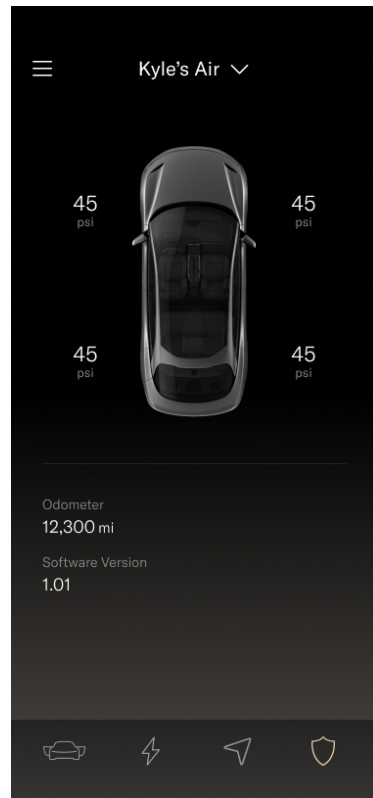 Kyle's Air
45 45
psi psi
45 45
psi psi
Odometer
12,300 mi
Software Version
1.01